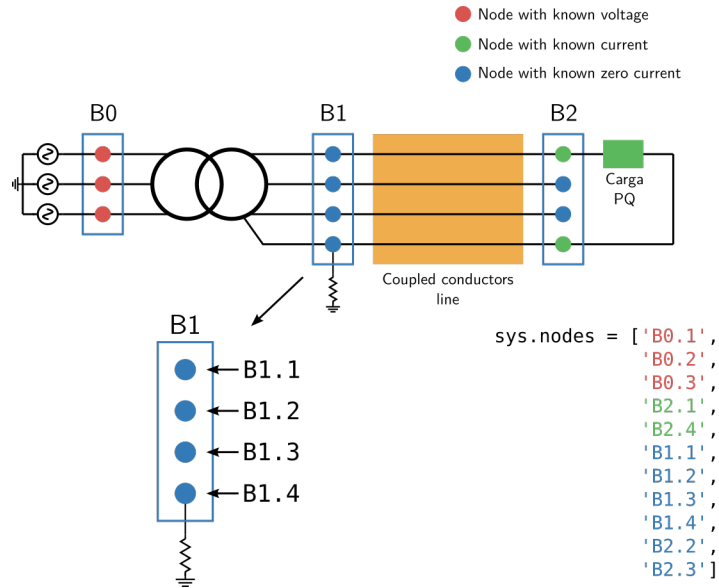 Node with known voltage
Node with known current
Node with known zero current
B0
B1
B2
Carga
PQ
Coupled conductors
line
B1
B1.1
B1.2
B1.3
B1.4
sys.nodes = ['B0.1',
'B0.2',
'B0.3',
'B2.1',
'B2.4',
'B1.1',
'B1.2',
'B1.3',
'B1.4',
'B2.2',
'B2.3']